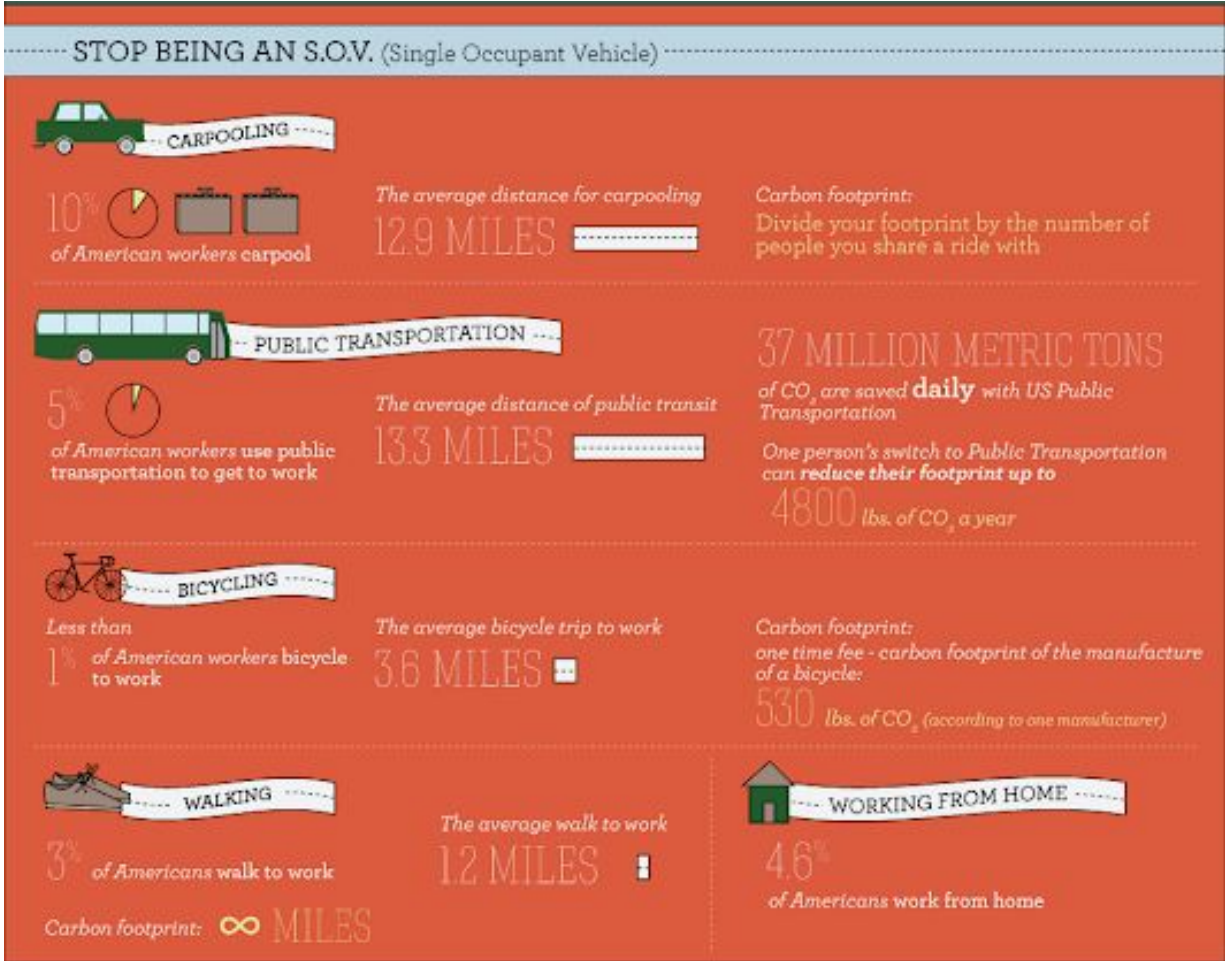 STOP BEING AN S.O.V. (Single Occupant Vehicle)
CARPOOLING
10%
of American workers carpool
The average distance for carpooling
12.9 MILES
Carbon footprint:
Divide your footprint by the number of
people you share a ride with
PUBLIC TRANSPORTATION
5%
of American workers use public
transportation to get to work
The average distance of public transit
13.3 MILES
37 MILLION METRIC TONS
of CO₂ are saved daily with US Public
Transportation
One person's switch to Public Transportation
can reduce their footprint up to
4800 lbs. of CO₂ a year
BICYCLING
Less than
1% of American workers bicycle
to work
The average bicycle trip to work
3.6 MILES
Carbon footprint:
one time fee - carbon footprint of the manufacture
of a bicycle:
530 lbs. of CO₂ (according to one manufacturer)
WALKING
3% of Americans walk to work
Carbon footprint: ∞ MILES
The average walk to work
1.2 MILES
WORKING FROM HOME
4.6%
of Americans work from home